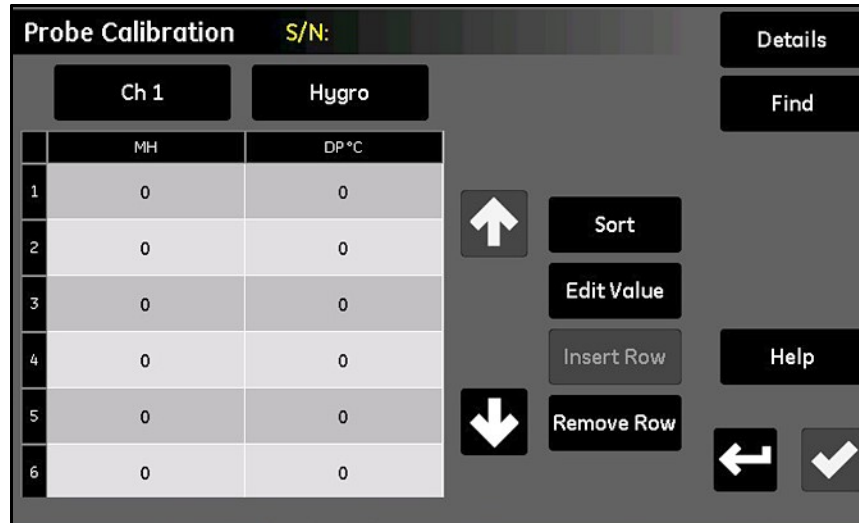 Probe Calibration S/N: Details
Ch 1 Hygro Find
MH DP°C
1 0 0
2 0 0 Sort
3 0 0 Edit Value
4 0 0 Insert Row Help
5 0 0 Remove Row
6 0 0